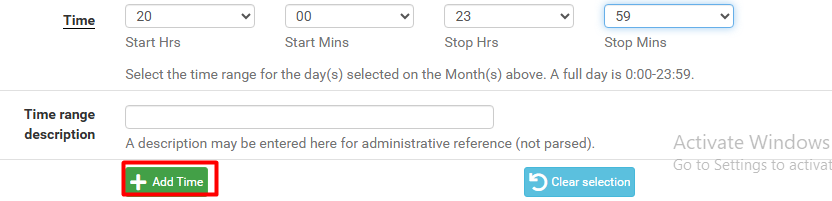 Time
20 00 23 59
Start Hrs Start Mins Stop Hrs Stop Mins
Select the time range for the day(s) selected on the Month(s) above. A full day is 0:00-23:59.
Time range
description
A description may be entered here for administrative reference (not parsed).
Activate Windows
Go to Settings to activat
Add Time Clear selection